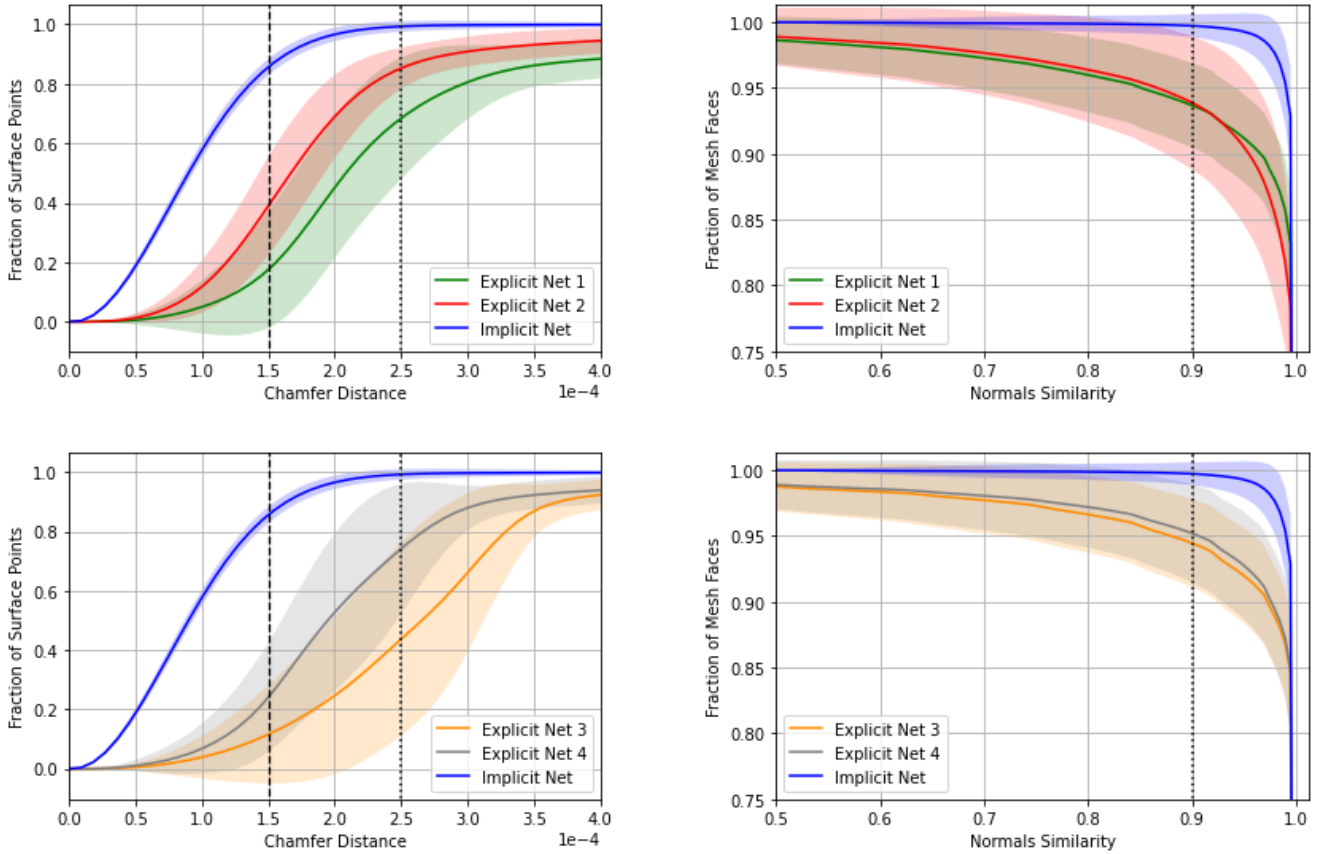 Fraction of Surface Points
1.0
0.8
0.6
0.4
0.2
0.0
0.0 0.5 1.0 1.5 2.0 2.5 3.0 3.5 4.0
1e−4
Chamfer Distance
Explicit Net 1
Explicit Net 2
Implicit Net
Fraction of Mesh Faces
1.00
0.95
0.90
0.85
0.80
0.75
0.5 0.6 0.7 0.8 0.9 1.0
Normals Similarity
Explicit Net 1
Explicit Net 2
Implicit Net
Fraction of Surface Points
1.0
0.8
0.6
0.4
0.2
0.0
0.0 0.5 1.0 1.5 2.0 2.5 3.0 3.5 4.0
1e−4
Chamfer Distance
Explicit Net 3
Explicit Net 4
Implicit Net
Fraction of Mesh Faces
1.00
0.95
0.90
0.85
0.80
0.75
0.5 0.6 0.7 0.8 0.9 1.0
Normals Similarity
Explicit Net 3
Explicit Net 4
Implicit Net